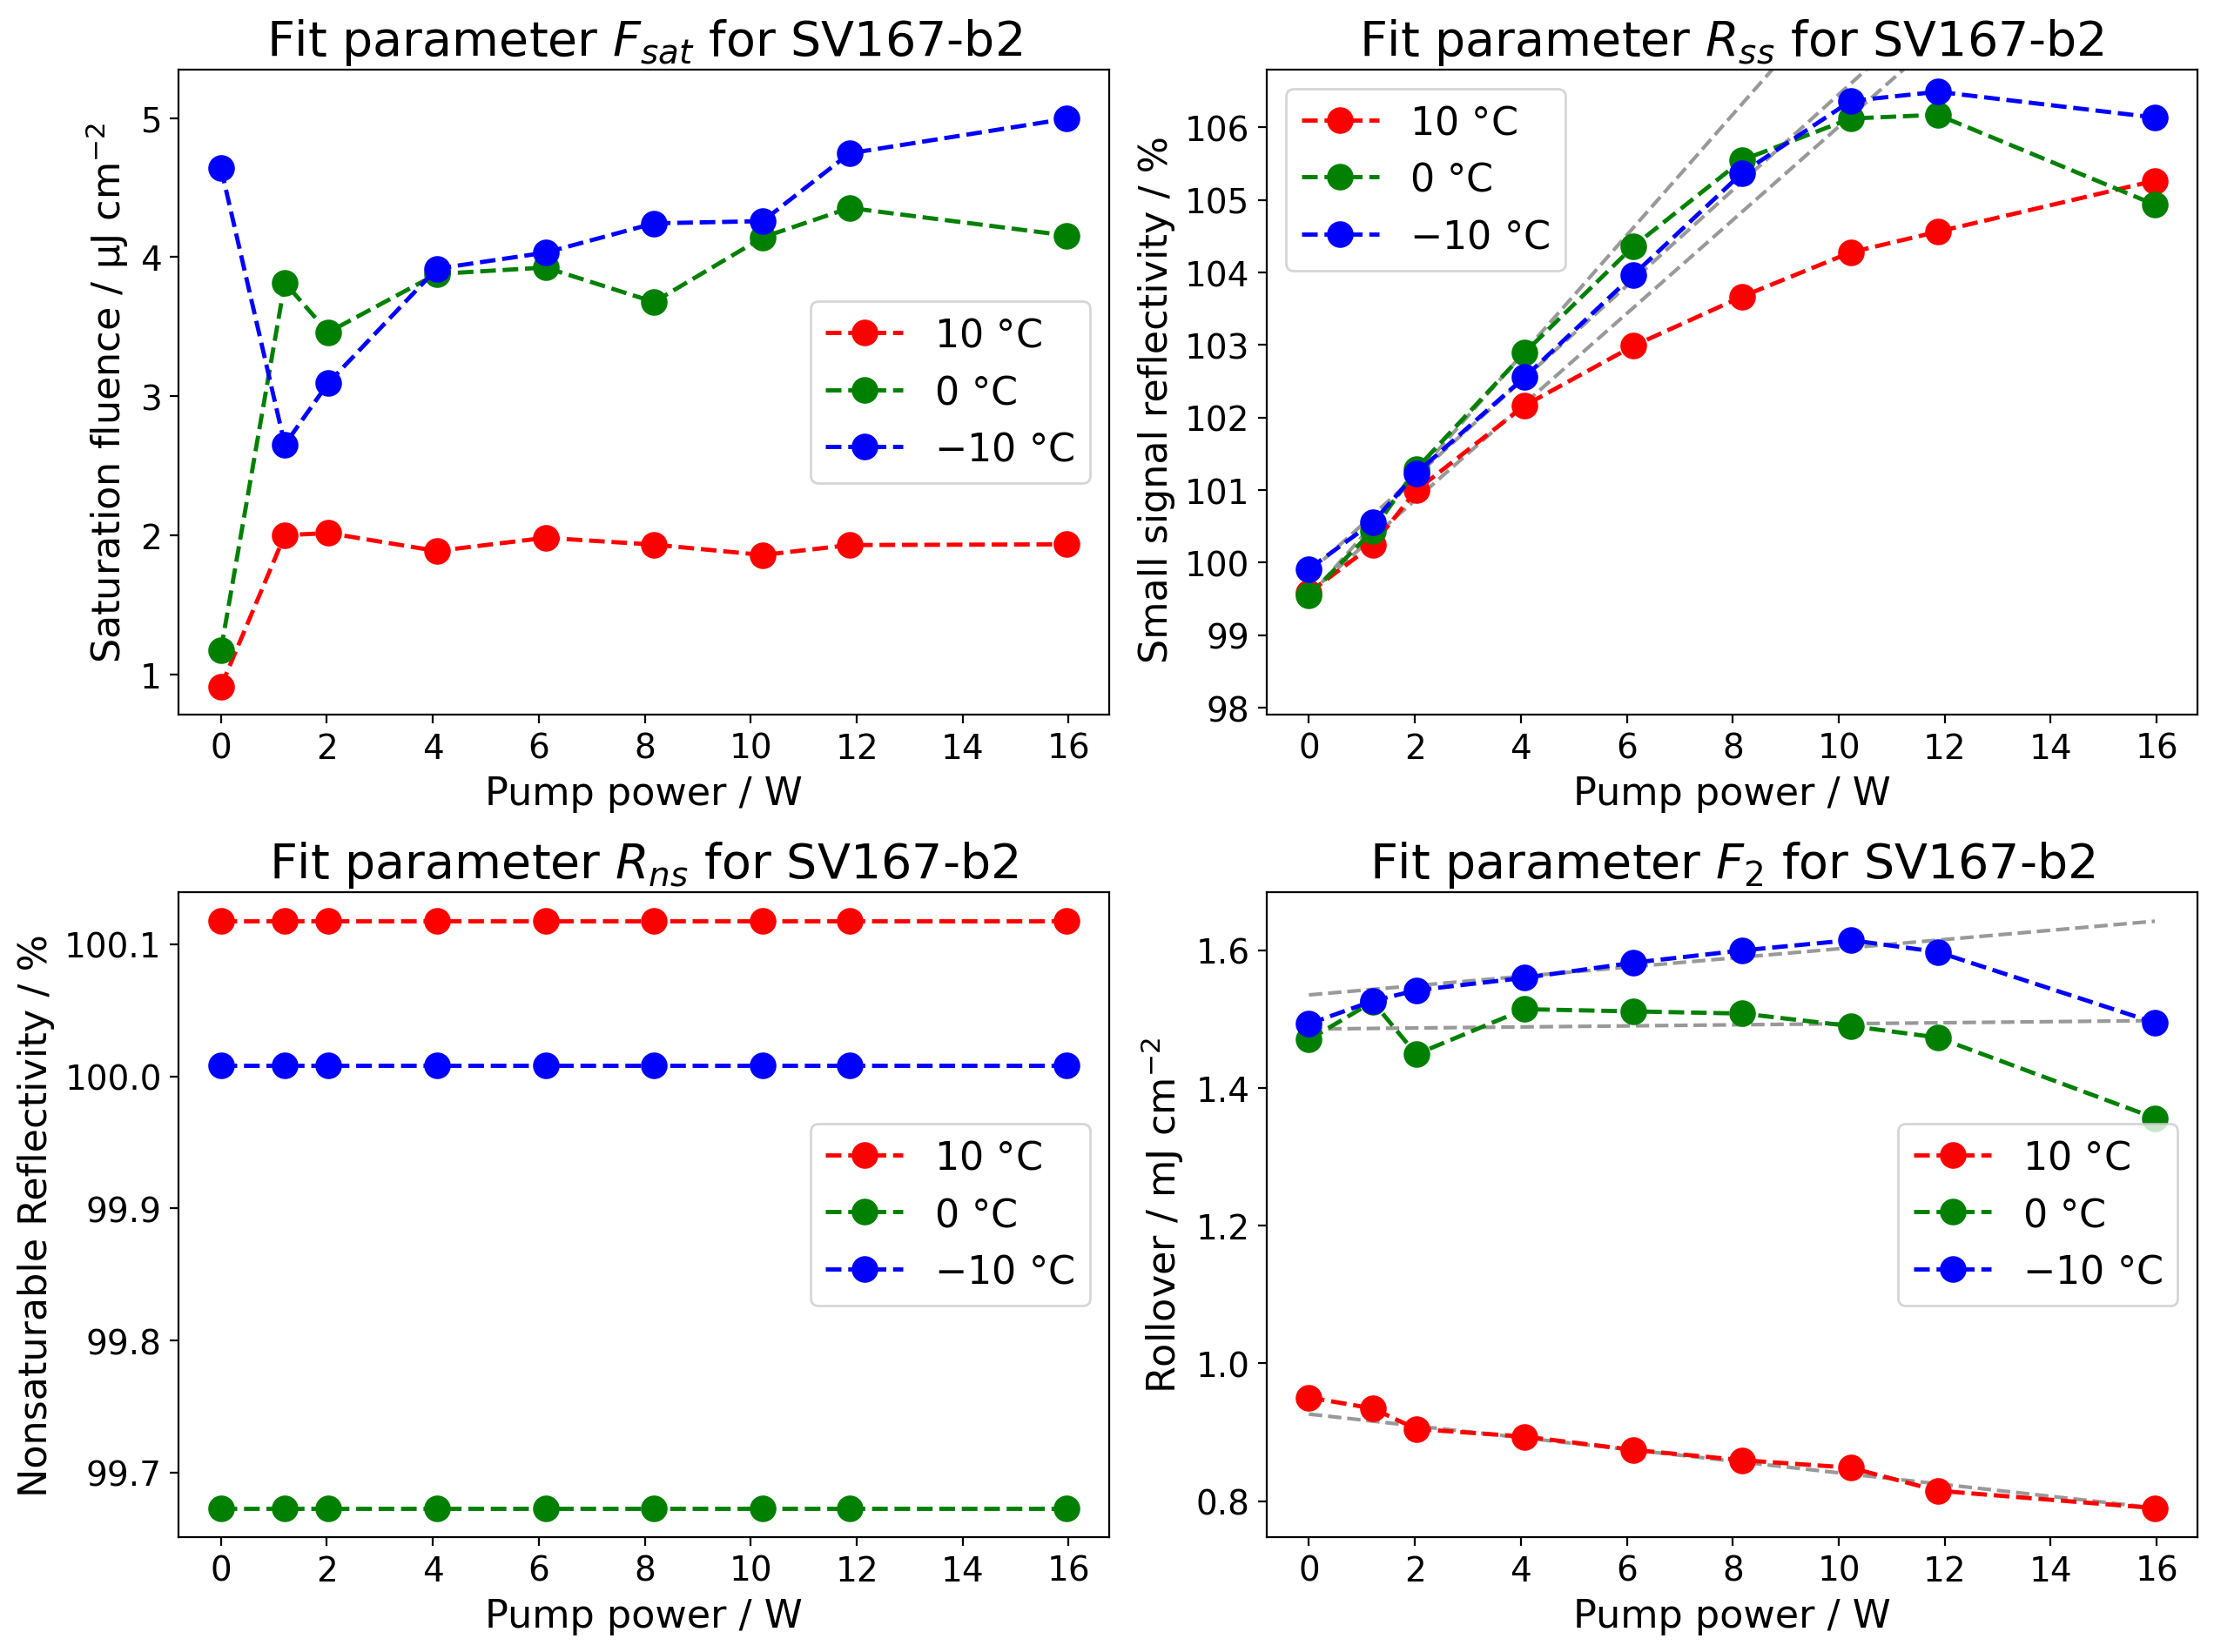 Fit parameter F_sat for SV167-b2
5
4
3
2
1
Saturation fluence / µJ cm⁻²
10 °C
0 °C
−10 °C
0 2 4 6 8 10 12 14 16
Pump power / W
Fit parameter R_ss for SV167-b2
106
105
104
103
102
101
100
99
98
Small signal reflectivity / %
10 °C
0 °C
−10 °C
0 2 4 6 8 10 12 14 16
Pump power / W
Fit parameter R_ns for SV167-b2
100.1
100.0
99.9
99.8
99.7
Nonsaturable Reflectivity / %
10 °C
0 °C
−10 °C
0 2 4 6 8 10 12 14 16
Pump power / W
Fit parameter F₂ for SV167-b2
1.6
1.4
1.2
1.0
0.8
Rollover / mJ cm⁻²
10 °C
0 °C
−10 °C
0 2 4 6 8 10 12 14 16
Pump power / W